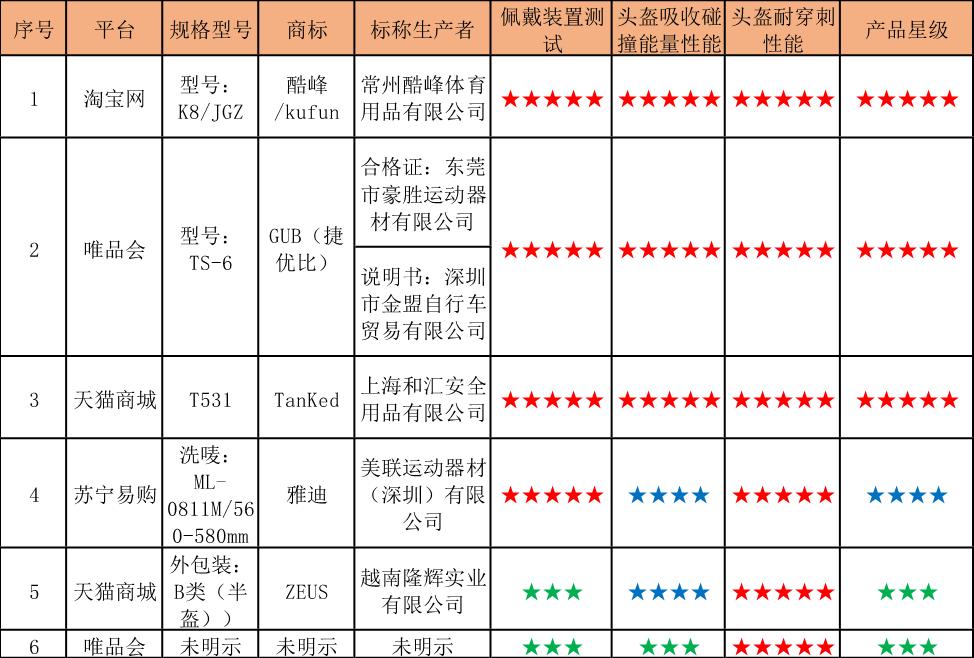 序号 平台 规格型号 商标 标称生产者 佩戴装置测试 头盔吸收碰撞能量性能 头盔耐穿刺性能 产品星级
1 淘宝网 型号：K8/JGZ 酷峰/kufun 常州酷峰体育用品有限公司 ★★★★★ ★★★★★ ★★★★★ ★★★★★
2 唯品会 型号：TS-6 GUB（捷优比） 合格证：东莞市豪胜运动器材有限公司 说明书：深圳市金盟自行车贸易有限公司 ★★★★★ ★★★★★ ★★★★★ ★★★★★
3 天猫商城 T531 TanKed 上海和汇安全用品有限公司 ★★★★★ ★★★★★ ★★★★★ ★★★★★
4 苏宁易购 洗唛：ML-0811M/560-580mm 雅迪 美联运动器材（深圳）有限公司 ★★★★★ ★★★★ ★★★★★ ★★★★
5 天猫商城 外包装：B类（半盔）） ZEUS 越南隆辉实业有限公司 ★★★ ★★★★ ★★★★★ ★★★
6 唯品会 未明示 未明示 未明示 ★★★ ★★★ ★★★★★ ★★★